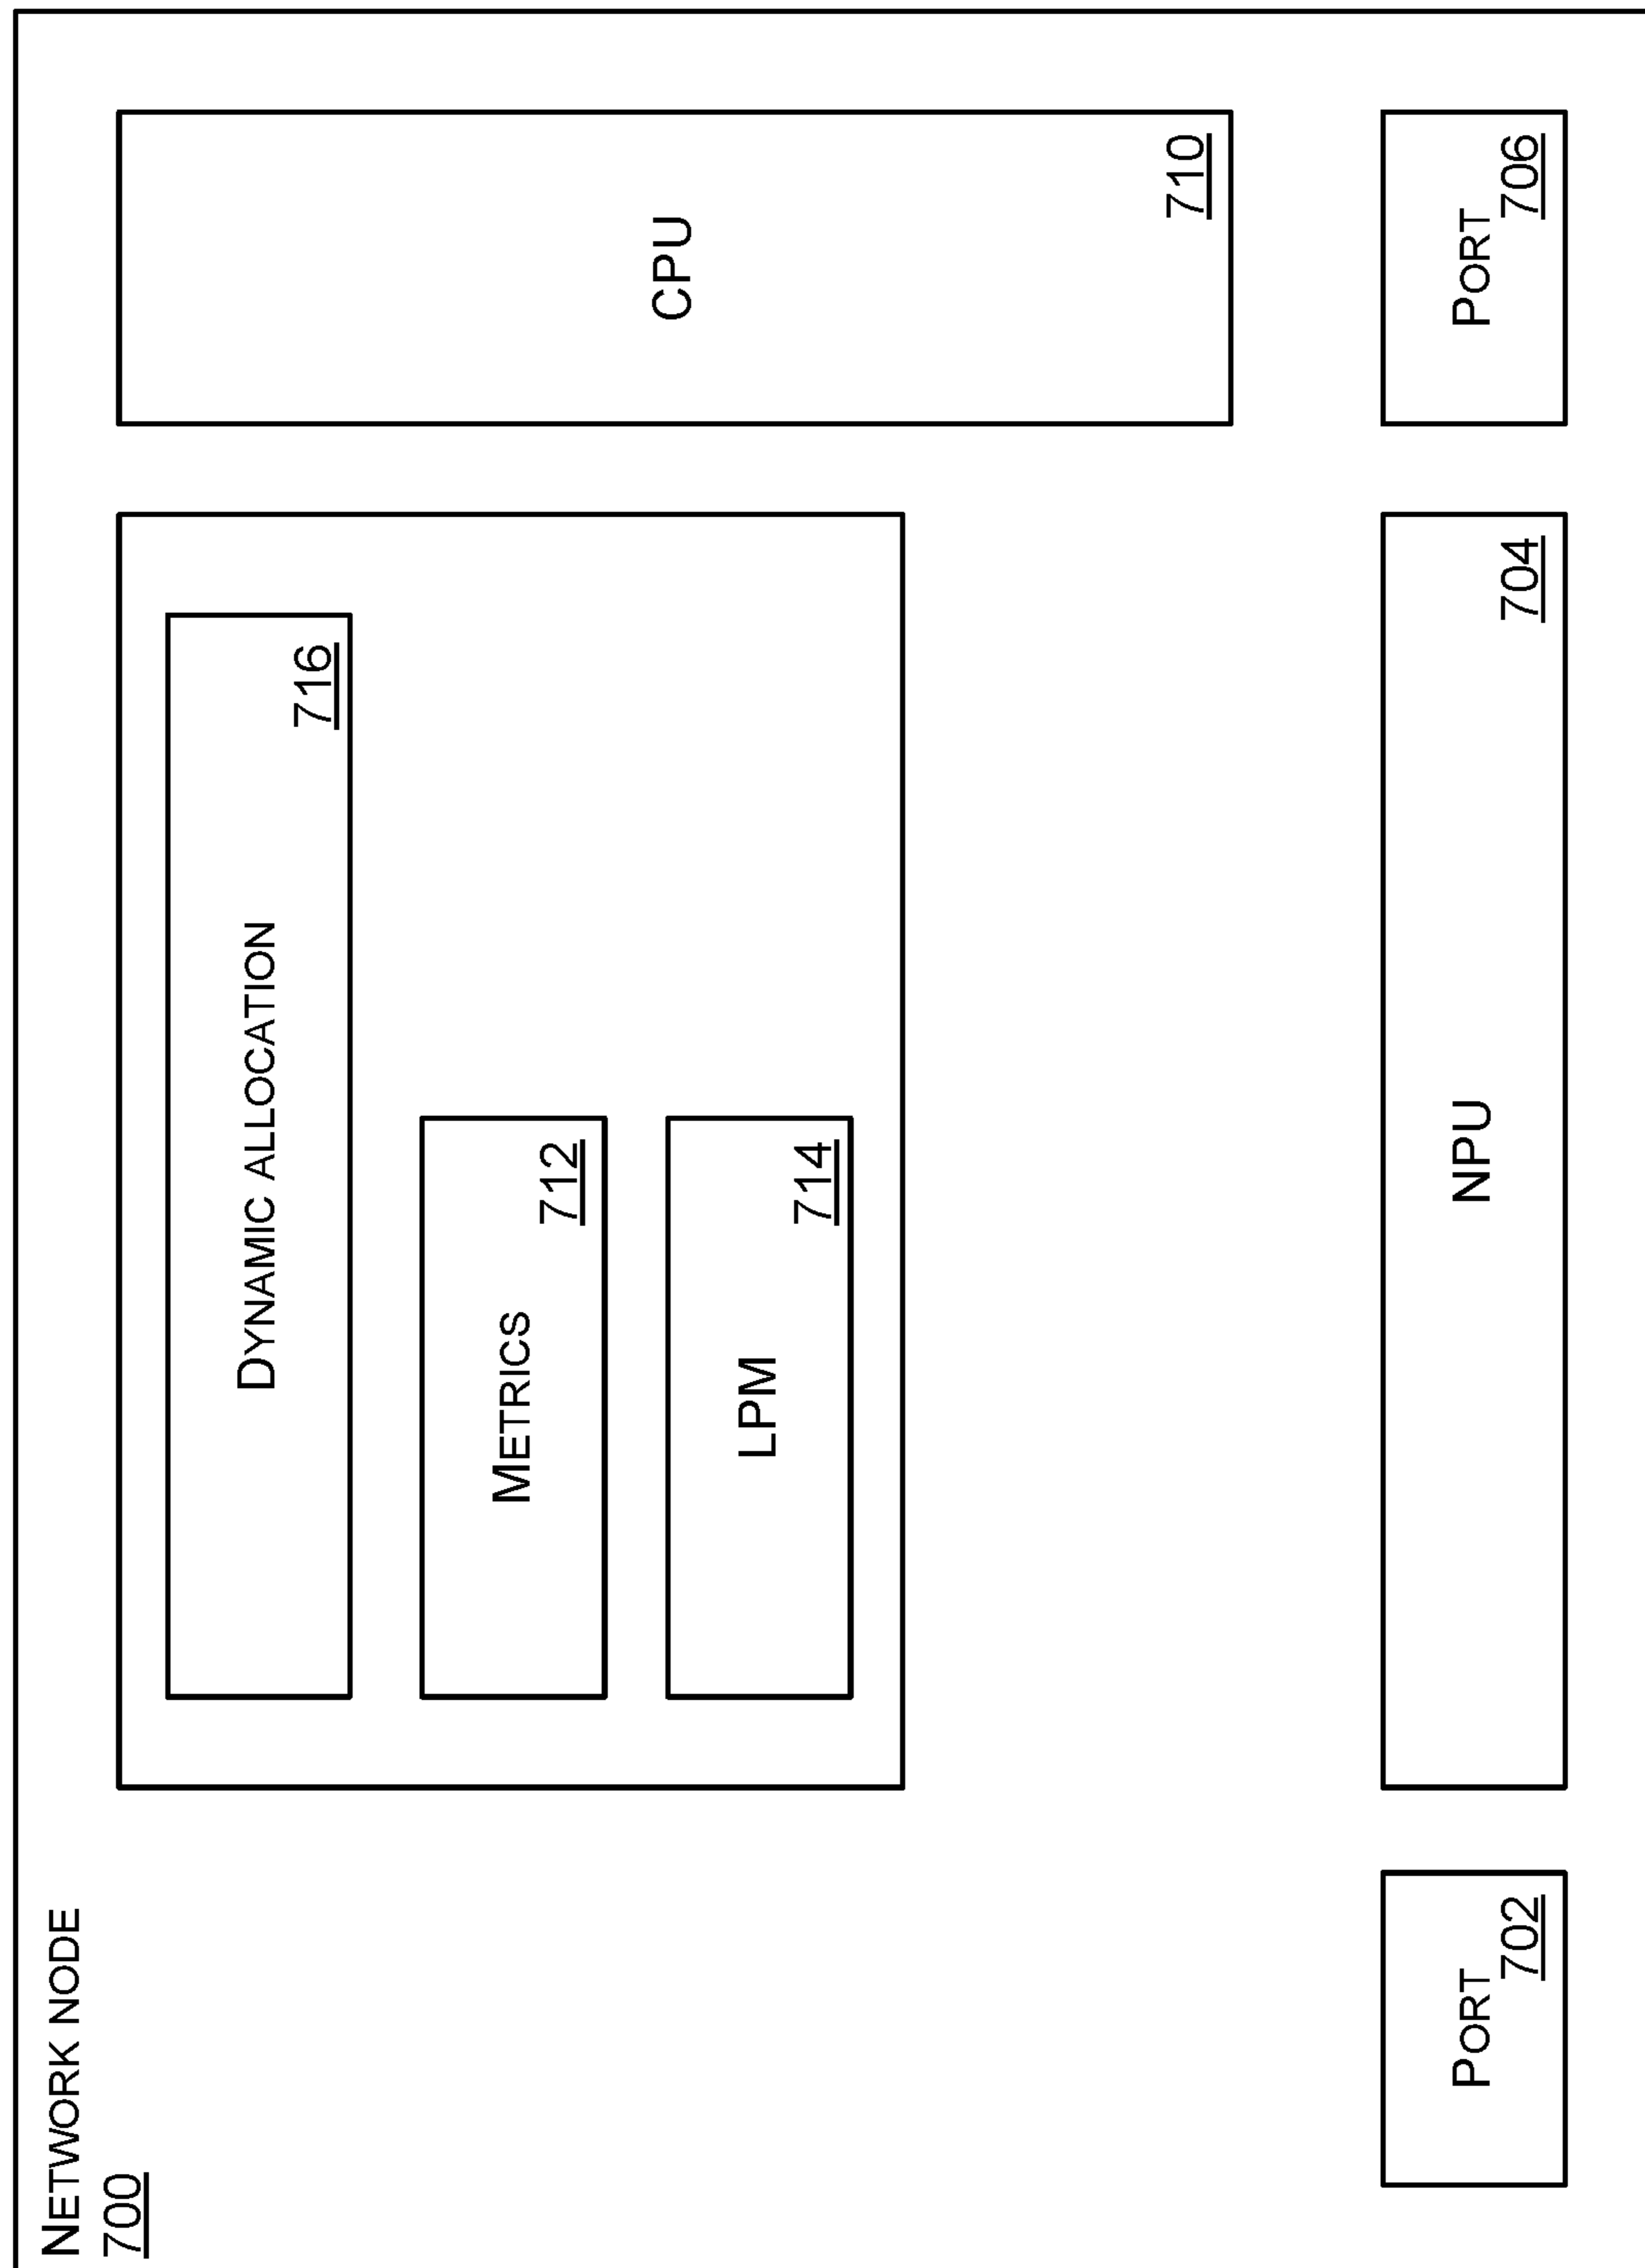 NETWORK NODE
700
DYNAMIC ALLOCATION
716
METRICS
712
LPM
714
CPU
710
PORT
702
NPU
704
PORT
706